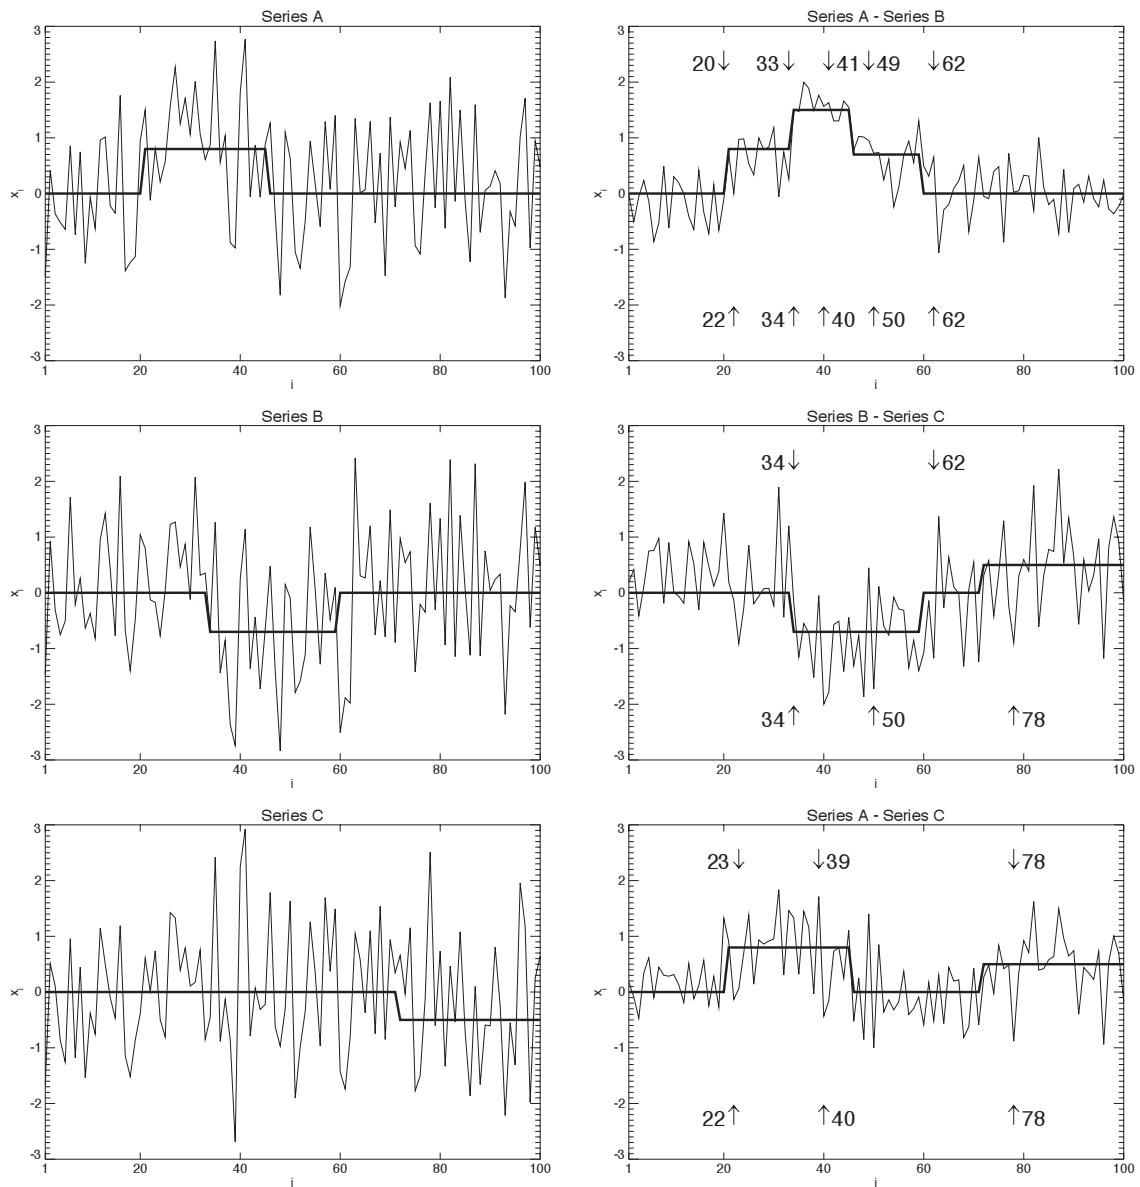 Series A
3
2
1
0
-1
-2
-3
x_i
1 20 40 60 80 100
i
Series A - Series B
3
2
1
0
-1
-2
-3
x_i
20↓ 33↓ ↓41 ↓49 ↓62
22↑ 34↑ ↑40 ↑50 ↑62
1 20 40 60 80 100
i
Series B
3
2
1
0
-1
-2
-3
x_i
1 20 40 60 80 100
i
Series B - Series C
3
2
1
0
-1
-2
-3
x_i
34↓ ↓62
34↑ ↑50 ↑78
1 20 40 60 80 100
i
Series C
3
2
1
0
-1
-2
-3
x_i
1 20 40 60 80 100
i
Series A - Series C
3
2
1
0
-1
-2
-3
x_i
23↓ ↓39 ↓78
22↑ ↑40 ↑78
1 20 40 60 80 100
i